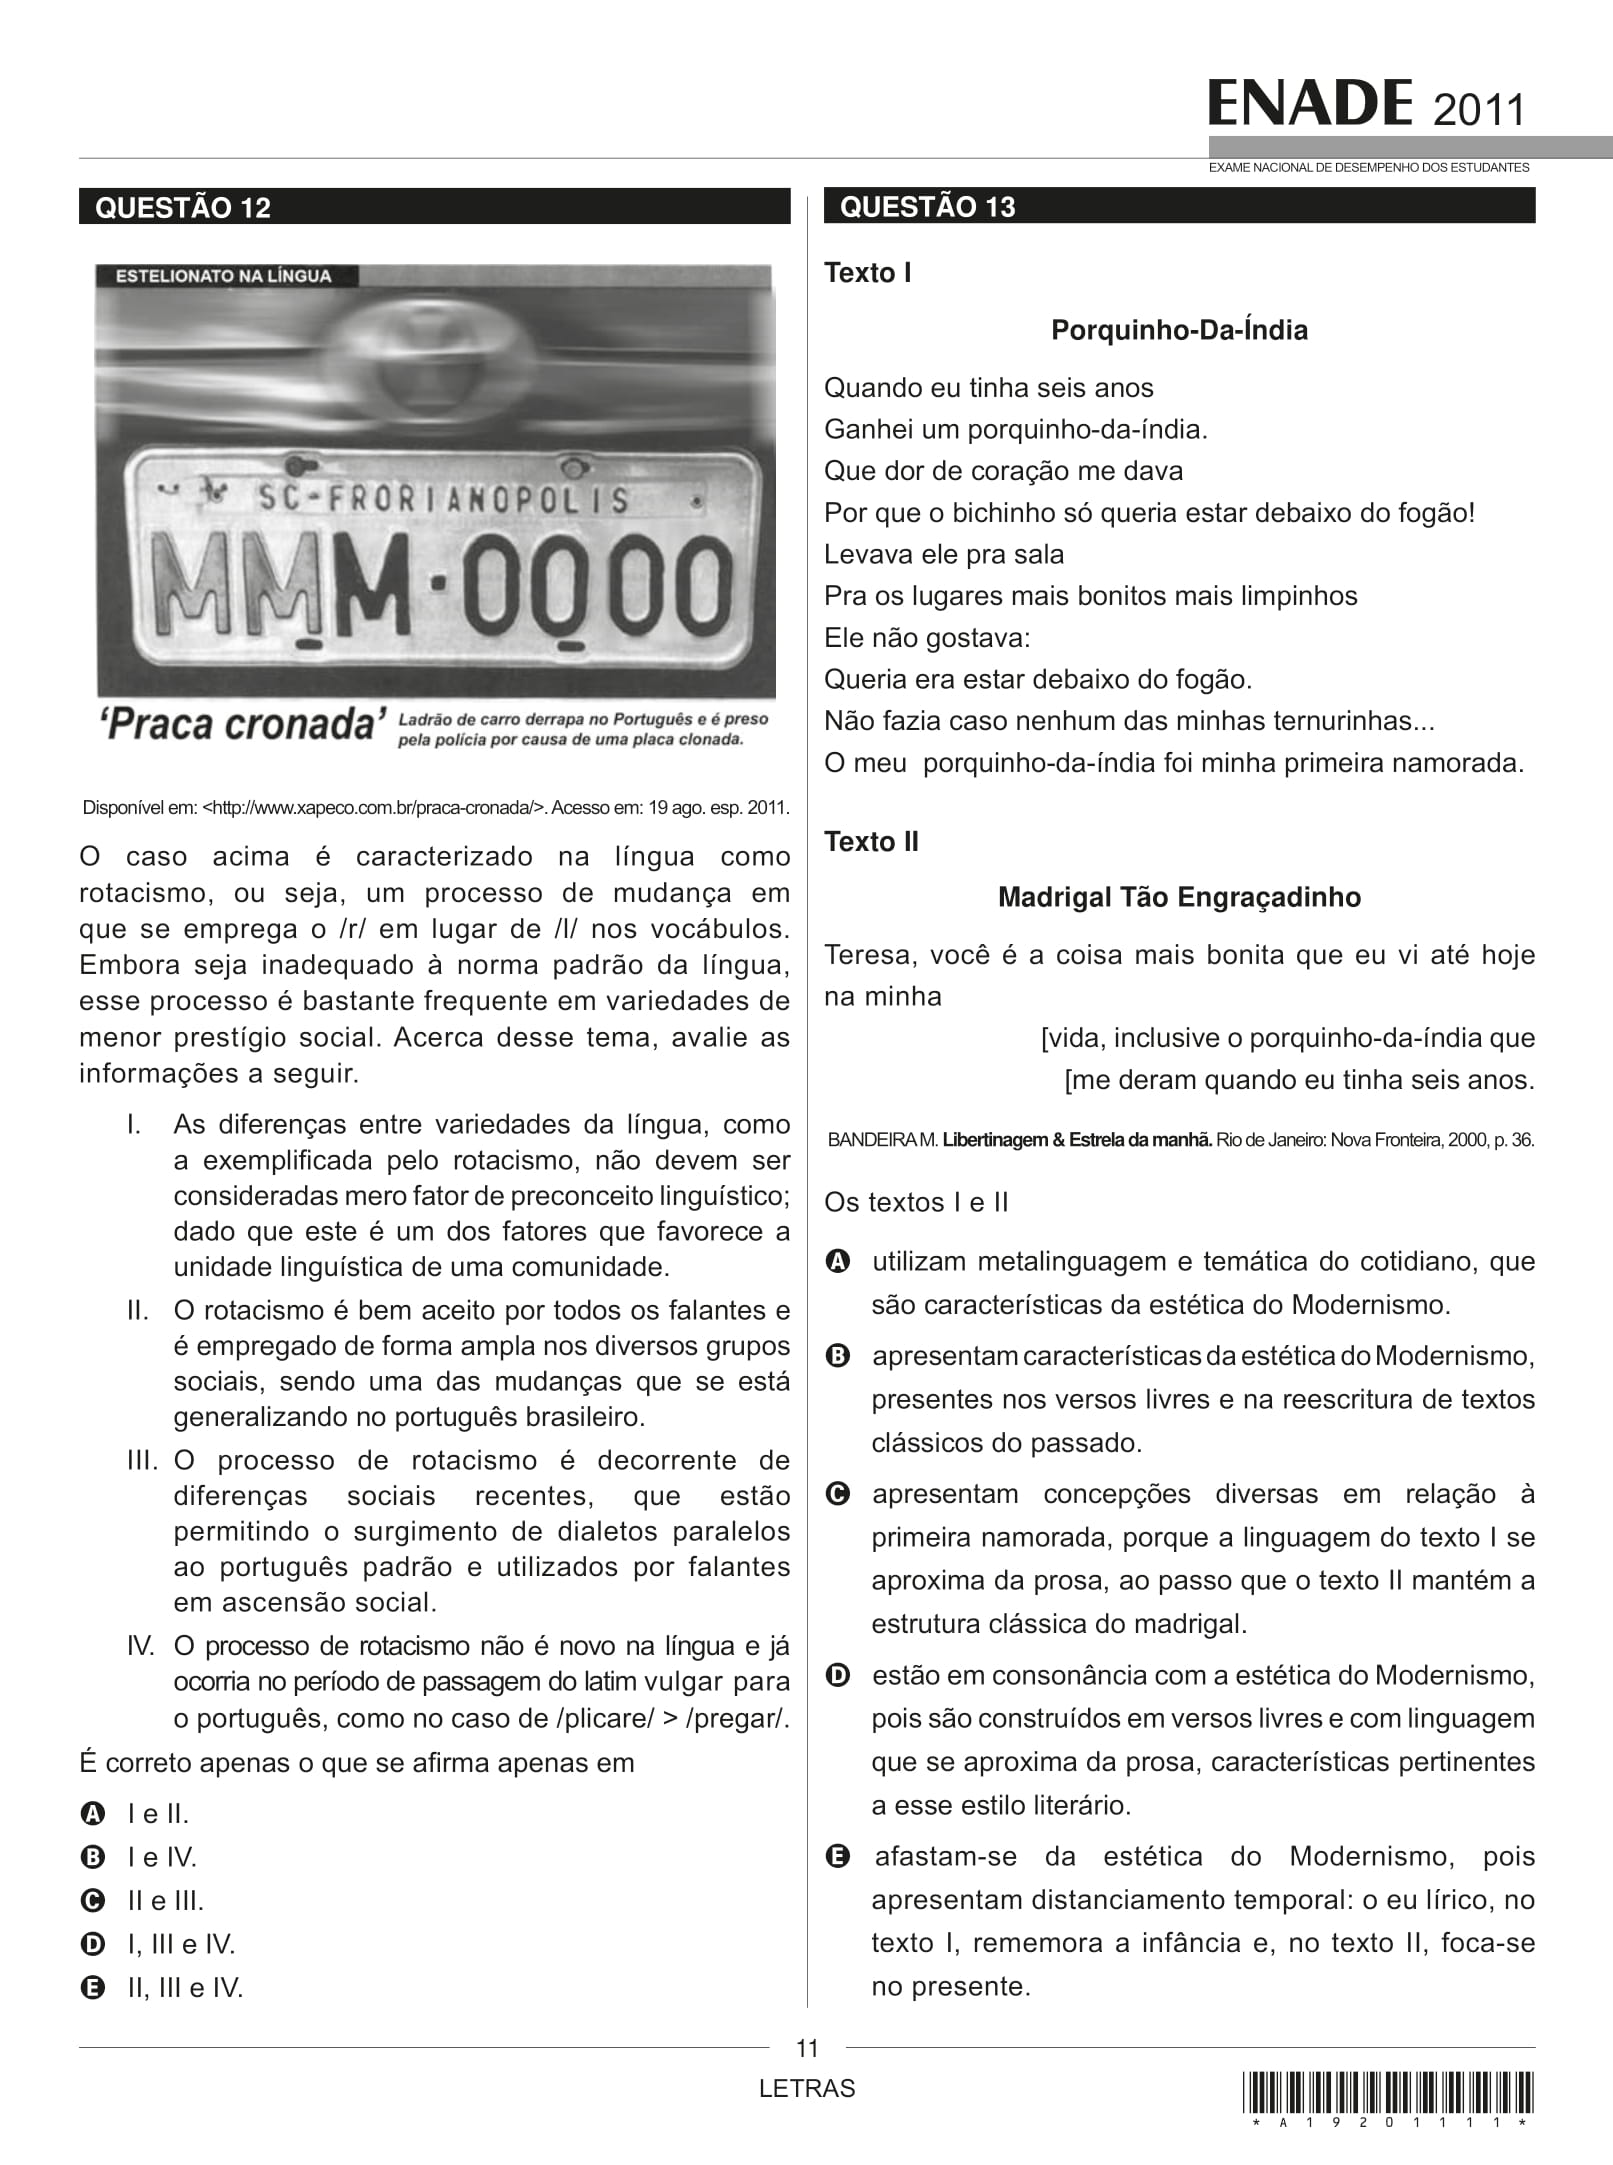 ENADE 2011
EXAME NACIONAL DE DESEMPENHO DOS ESTUDANTES
QUESTÃO 12
ESTELIONATO NA LÍNGUA
SC-FRORIANOPOLIS
MMM·0000
‘Praca cronada’
Ladrão de carro derrapa no Português e é preso
pela polícia por causa de uma placa clonada.
Disponível em: <http://www.xapeco.com.br/praca-cronada/>. Acesso em: 19 ago. esp. 2011.
O caso acima é caracterizado na língua como
rotacismo, ou seja, um processo de mudança em
que se emprega o /r/ em lugar de /l/ nos vocábulos.
Embora seja inadequado à norma padrão da língua,
esse processo é bastante frequente em variedades de
menor prestígio social. Acerca desse tema, avalie as
informações a seguir.
I. As diferenças entre variedades da língua, como
a exemplificada pelo rotacismo, não devem ser
consideradas mero fator de preconceito linguístico;
dado que este é um dos fatores que favorece a
unidade linguística de uma comunidade.
II. O rotacismo é bem aceito por todos os falantes e
é empregado de forma ampla nos diversos grupos
sociais, sendo uma das mudanças que se está
generalizando no português brasileiro.
III. O processo de rotacismo é decorrente de
diferenças sociais recentes, que estão
permitindo o surgimento de dialetos paralelos
ao português padrão e utilizados por falantes
em ascensão social.
IV. O processo de rotacismo não é novo na língua e já
ocorria no período de passagem do latim vulgar para
o português, como no caso de /plicare/ > /pregar/.
É correto apenas o que se afirma apenas em
A I e II.
B I e IV.
C II e III.
D I, III e IV.
E II, III e IV.
QUESTÃO 13
Texto I
Porquinho-Da-Índia
Quando eu tinha seis anos
Ganhei um porquinho-da-índia.
Que dor de coração me dava
Por que o bichinho só queria estar debaixo do fogão!
Levava ele pra sala
Pra os lugares mais bonitos mais limpinhos
Ele não gostava:
Queria era estar debaixo do fogão.
Não fazia caso nenhum das minhas ternurinhas...
O meu porquinho-da-índia foi minha primeira namorada.
Texto II
Madrigal Tão Engraçadinho
Teresa, você é a coisa mais bonita que eu vi até hoje
na minha
[vida, inclusive o porquinho-da-índia que
[me deram quando eu tinha seis anos.
BANDEIRA M. Libertinagem & Estrela da manhã. Rio de Janeiro: Nova Fronteira, 2000, p. 36.
Os textos I e II
A utilizam metalinguagem e temática do cotidiano, que
são características da estética do Modernismo.
B apresentam características da estética do Modernismo,
presentes nos versos livres e na reescritura de textos
clássicos do passado.
C apresentam concepções diversas em relação à
primeira namorada, porque a linguagem do texto I se
aproxima da prosa, ao passo que o texto II mantém a
estrutura clássica do madrigal.
D estão em consonância com a estética do Modernismo,
pois são construídos em versos livres e com linguagem
que se aproxima da prosa, características pertinentes
a esse estilo literário.
E afastam-se da estética do Modernismo, pois
apresentam distanciamento temporal: o eu lírico, no
texto I, rememora a infância e, no texto II, foca-se
no presente.
11
LETRAS
* A 1 9 2 0 1 1 1 1 *